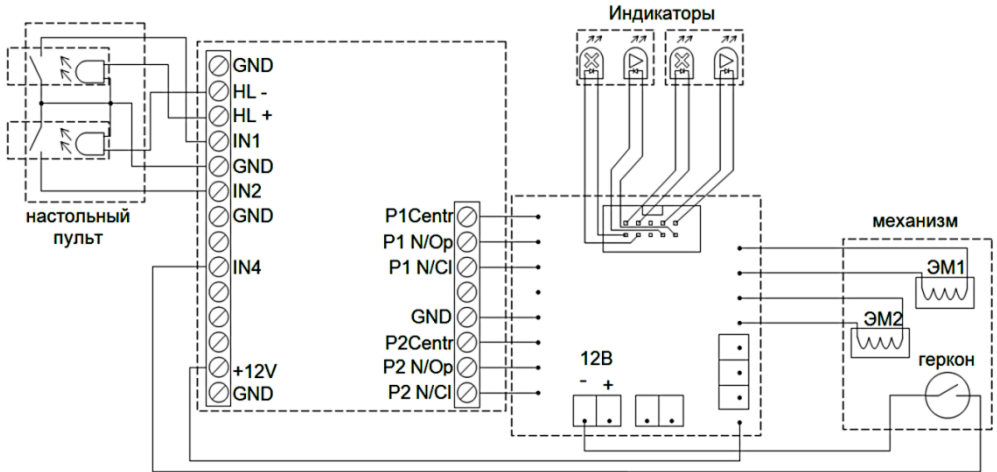 Индикаторы
GND
HL -
HL +
IN1
GND
IN2
GND
IN4
+12V
GND
настольный
пульт
P1Centr
P1 N/Op
P1 N/Cl
GND
P2Centr
P2 N/Op
P2 N/Cl
12В
- +
механизм
ЭМ1
ЭМ2
геркон